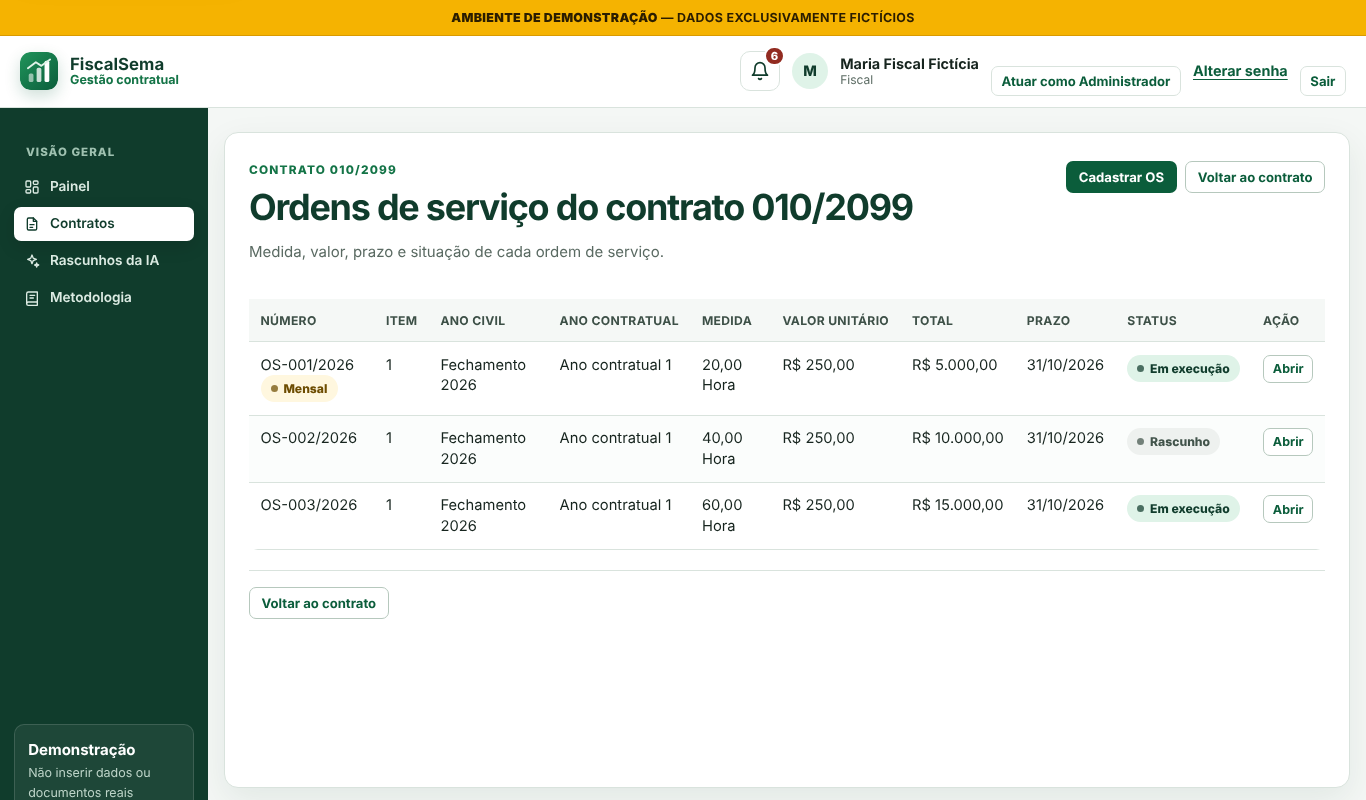 AMBIENTE DE DEMONSTRAÇÃO — DADOS EXCLUSIVAMENTE FICTÍCIOS
FiscalSema
Gestão contratual
6
M
Maria Fiscal Fictícia
Fiscal
Atuar como Administrador
Alterar senha
Sair
VISÃO GERAL
Painel
Contratos
Rascunhos da IA
Metodologia
Demonstração
Não inserir dados ou
documentos reais
CONTRATO 010/2099
Ordens de serviço do contrato 010/2099
Medida, valor, prazo e situação de cada ordem de serviço.
Cadastrar OS
Voltar ao contrato
NÚMERO ITEM ANO CIVIL ANO CONTRATUAL MEDIDA VALOR UNITÁRIO TOTAL PRAZO STATUS AÇÃO
OS-001/2026 1 Fechamento Ano contratual 1 20,00 R$ 250,00 R$ 5.000,00 31/10/2026 Em execução Abrir
Mensal 2026 Hora
OS-002/2026 1 Fechamento Ano contratual 1 40,00 R$ 250,00 R$ 10.000,00 31/10/2026 Rascunho Abrir
2026 Hora
OS-003/2026 1 Fechamento Ano contratual 1 60,00 R$ 250,00 R$ 15.000,00 31/10/2026 Em execução Abrir
2026 Hora
Voltar ao contrato